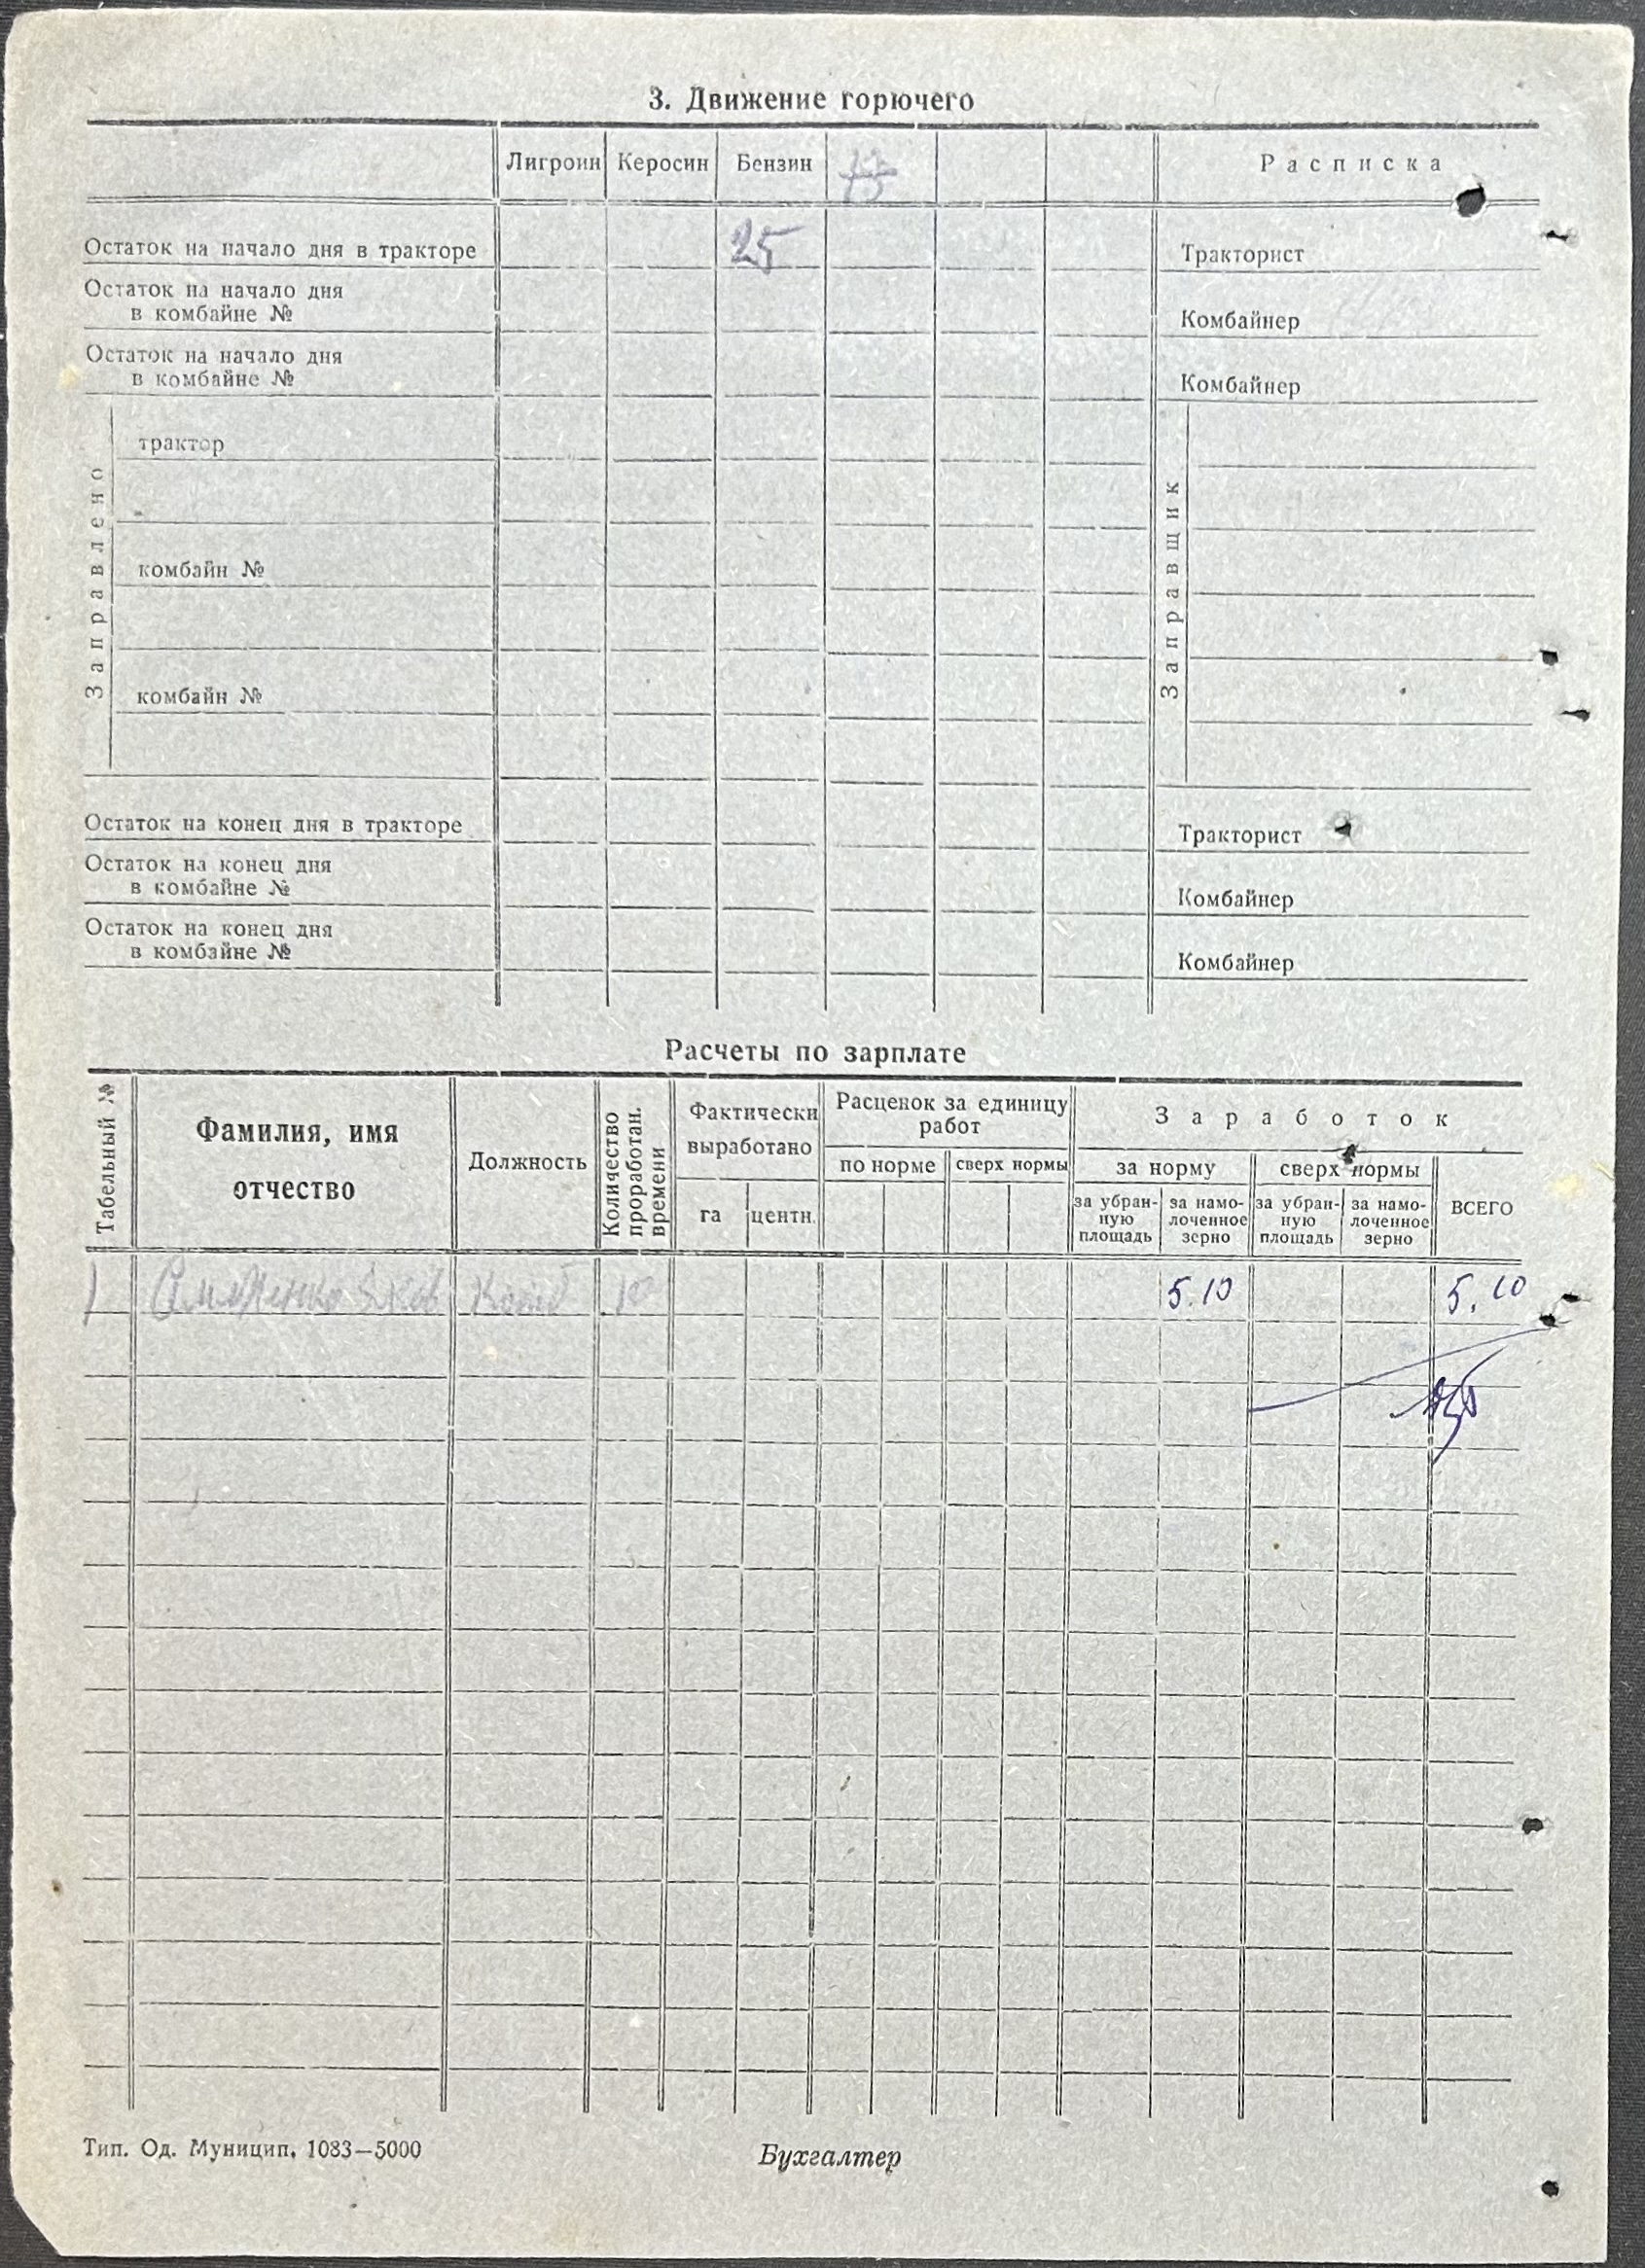 3. Движение горючего
Лигроин Керосин Бензин Расписка
Остаток на начало дня в тракторе 25 Тракторист
Остаток на начало дня
в комбайне № Комбайнер
Остаток на начало дня
в комбайне № Комбайнер
Заправлено
трактор
комбайн №
комбайн №
Заправщик
Остаток на конец дня в тракторе Тракторист
Остаток на конец дня
в комбайне № Комбайнер
Остаток на конец дня
в комбайне № Комбайнер
Расчеты по зарплате
Табельный №
Фамилия, имя
отчество
Должность
Количество
проработан.
времени
Фактически
выработано
га центн.
Расценок за единицу
работ
по норме сверх нормы
Заработок
за норму сверх нормы
за убран-
ную
площадь
за намо-
лоченное
зерно
за убран-
ную
площадь
за намо-
лоченное
зерно
ВСЕГО
1 10 5.10 5.10
Тип. Од. Муницип. 1083—5000 Бухгалтер